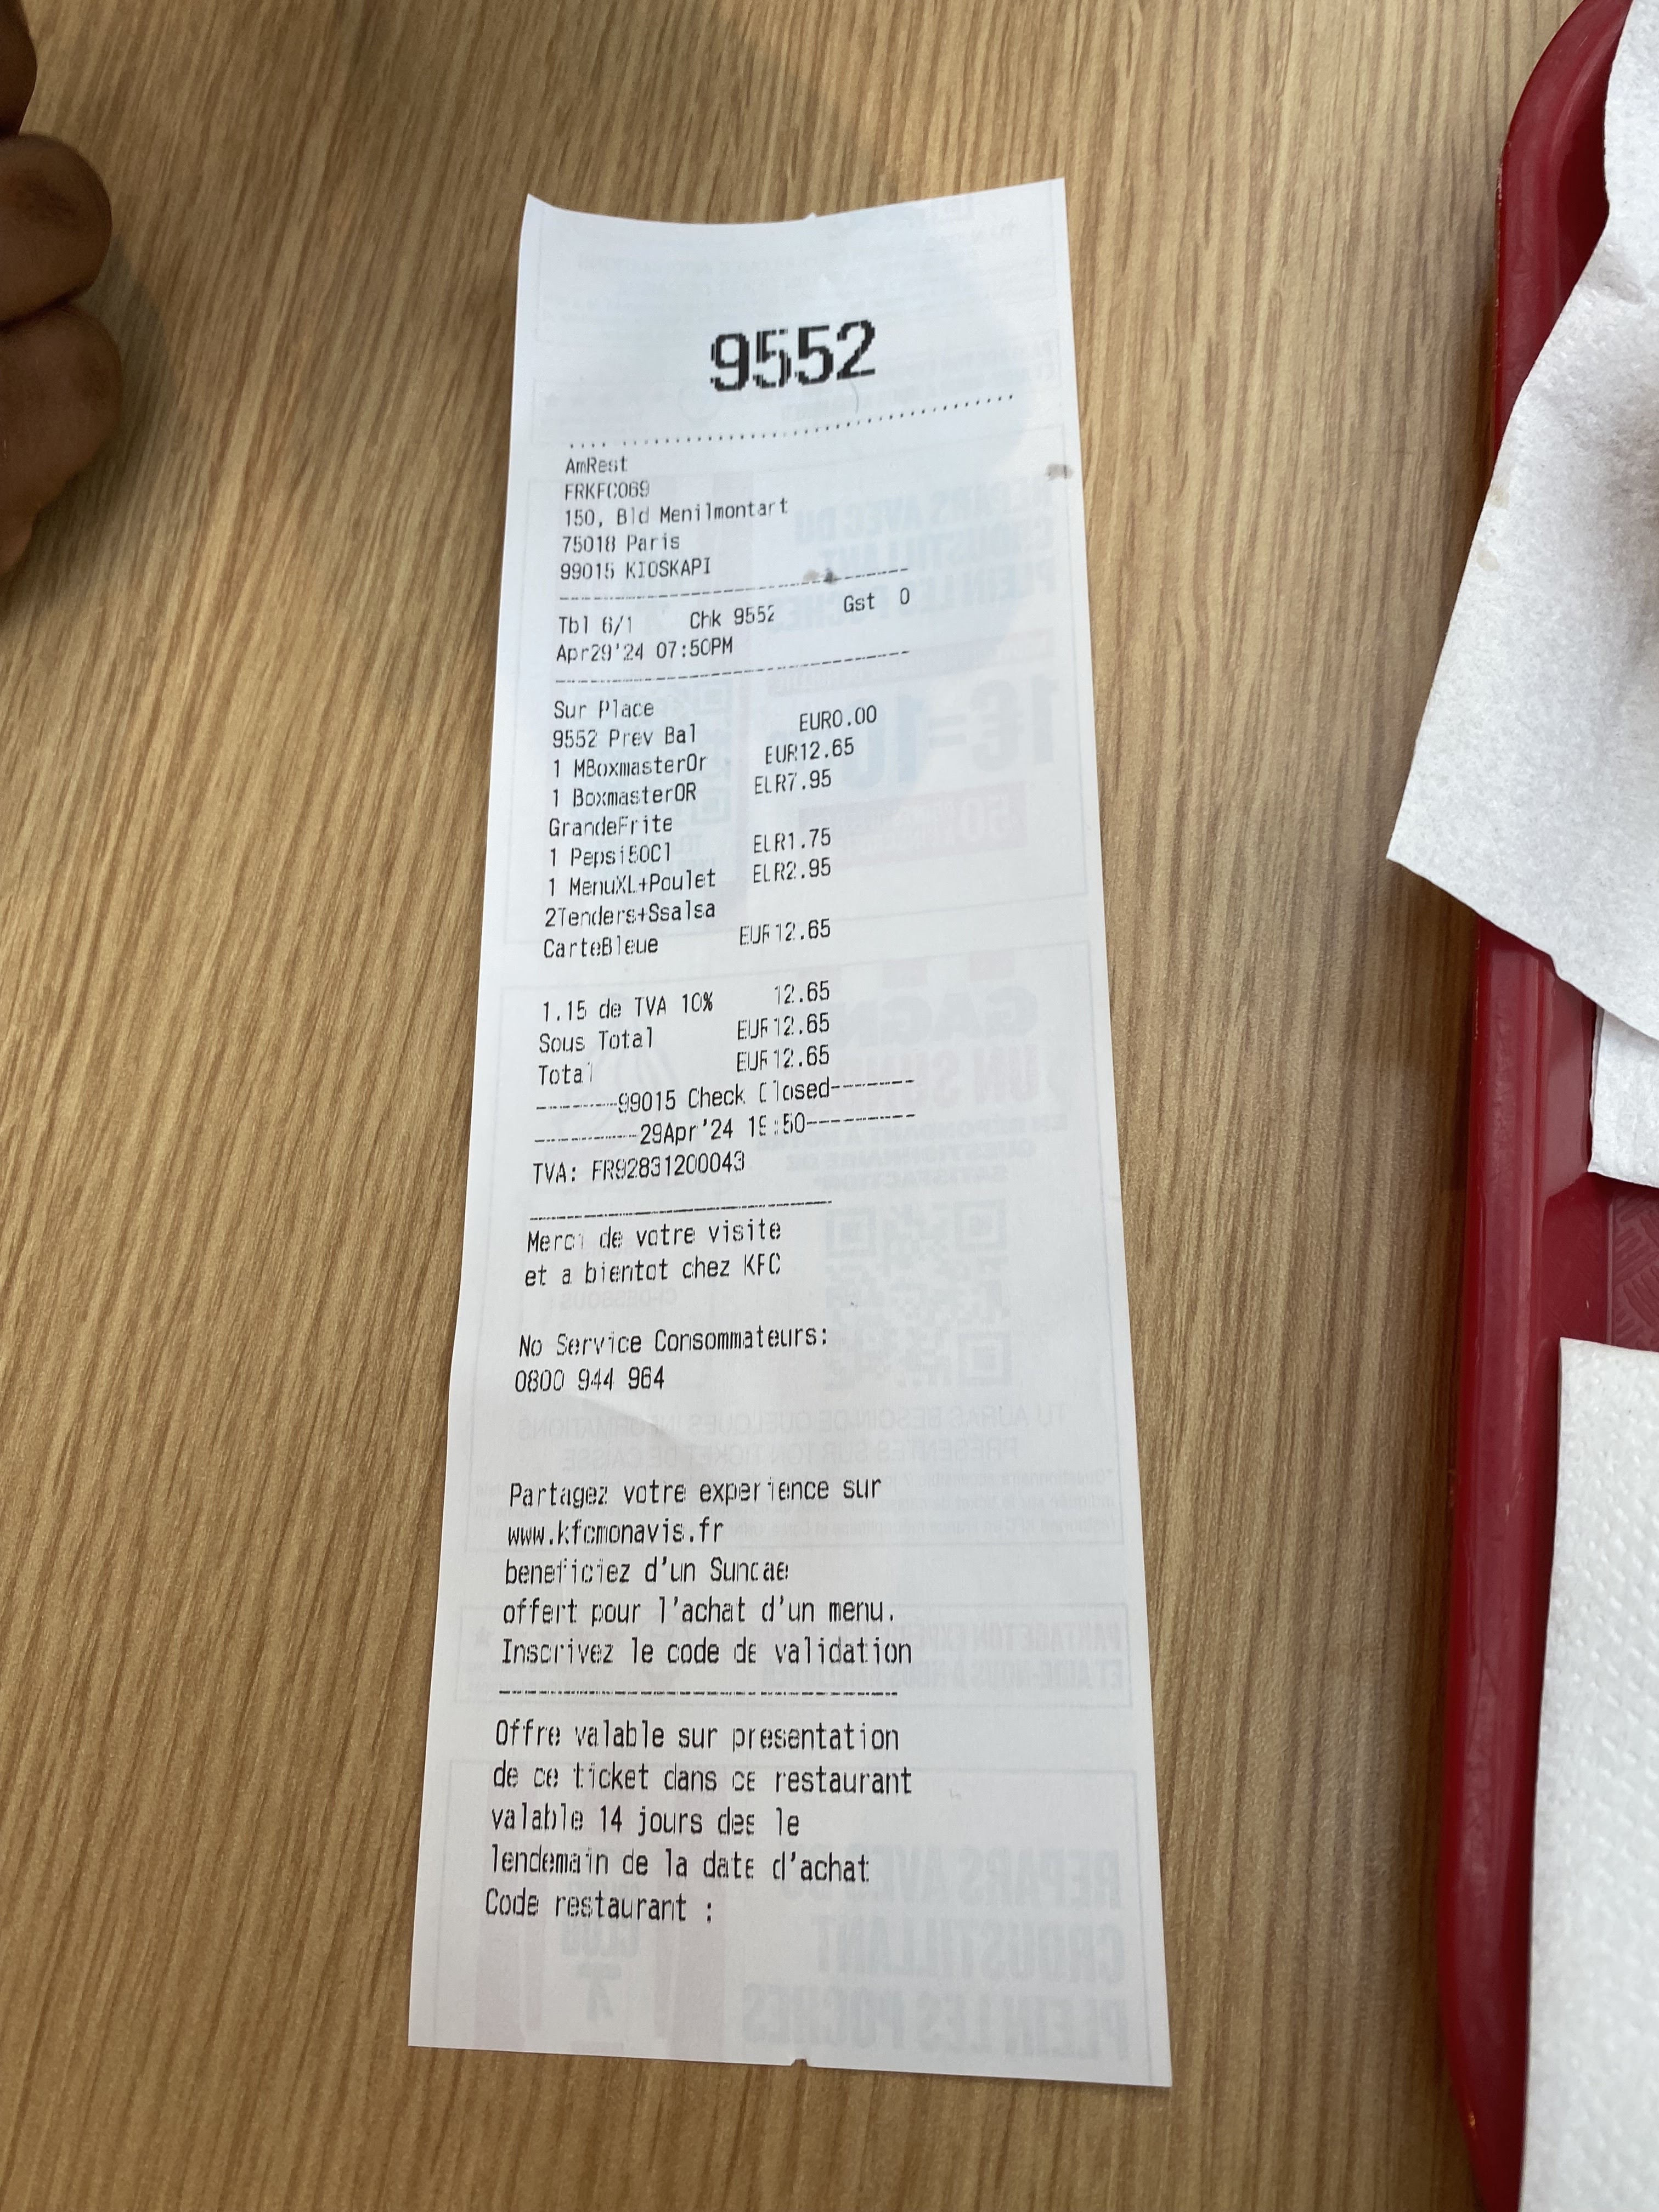 9552
AmRest
FRKFC069
150, Bld Menilmontart
75018 Paris
99015 KIOSKAPI
Tbl 6/1 Chk 9552 Gst 0
Apr29'24 07:50PM
Sur Place
9552 Prev Bal EUR0.00
1 MBoxmasterOr EUR12.65
1 BoxmasterOR EUR7.95
GrandeFrite
1 Pepsi50Cl EUR1.75
1 MenuXL+Poulet EUR2.95
2Tenders+Ssalsa
CarteBleue EUR12.65
1.15 de TVA 10% 12.65
Sous Total EUR12.65
Total EUR12.65
---------99015 Check Closed---------
-----------29Apr'24 19:50------------
TVA: FR92831200043
Merci de votre visite
et a bientot chez KFC
No Service Consommateurs:
0800 944 964
Partagez votre experience sur
www.kfcmonavis.fr
beneficiez d'un Sundae
offert pour l'achat d'un menu.
Inscrivez le code de validation
Offre valable sur presentation
de ce ticket dans ce restaurant
valable 14 jours des le
lendemain de la date d'achat
Code restaurant :